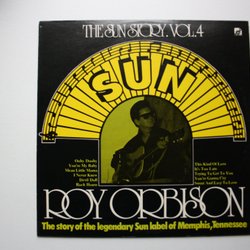 THE SUN STORY. VOL.4
SUN
Ooby Dooby
You're My Baby
Mean Little Mama
I Never Knew
Devil Doll
Rock House
This Kind Of Love
It's Too Late
Trying To Get To You
You're Gonna Cry
Sweet And Easy To Love
ROY ORBISON
The story of the legendary Sun label of Memphis, Tennessee